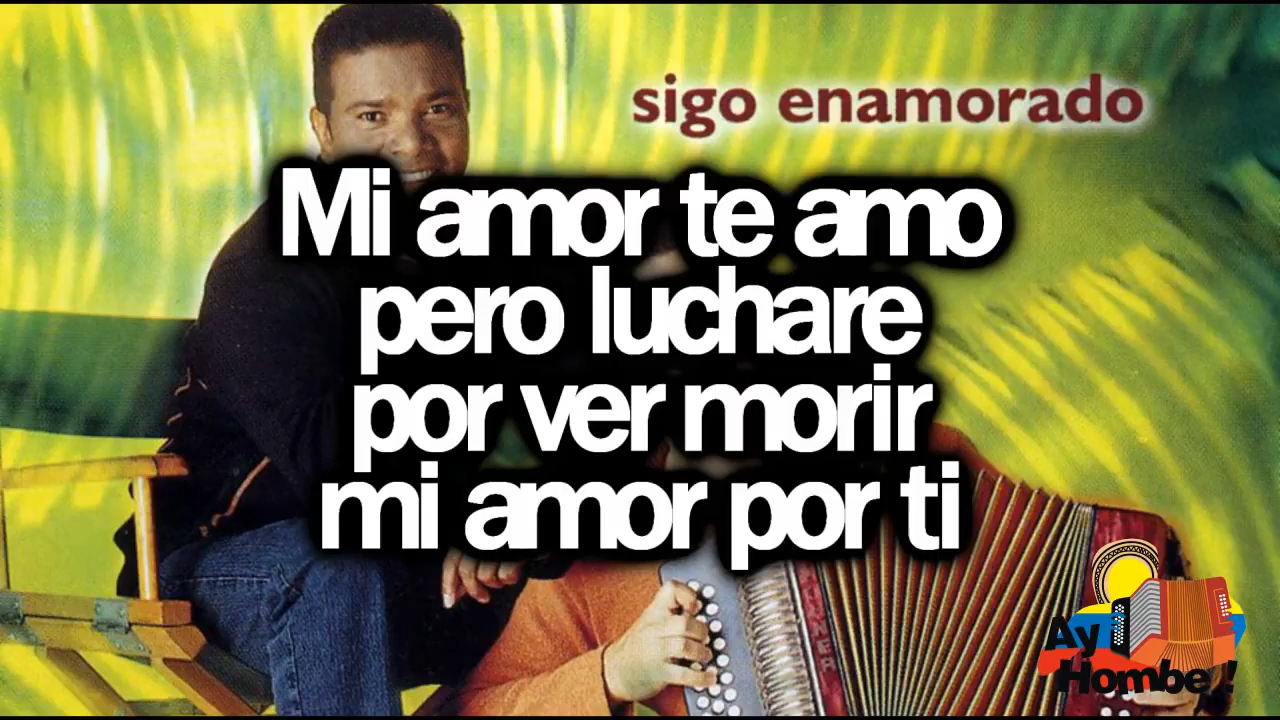 sigo enamorado
Mi amor te amo
pero luchare
por ver morir
mi amor por ti
Ay
Hombe!